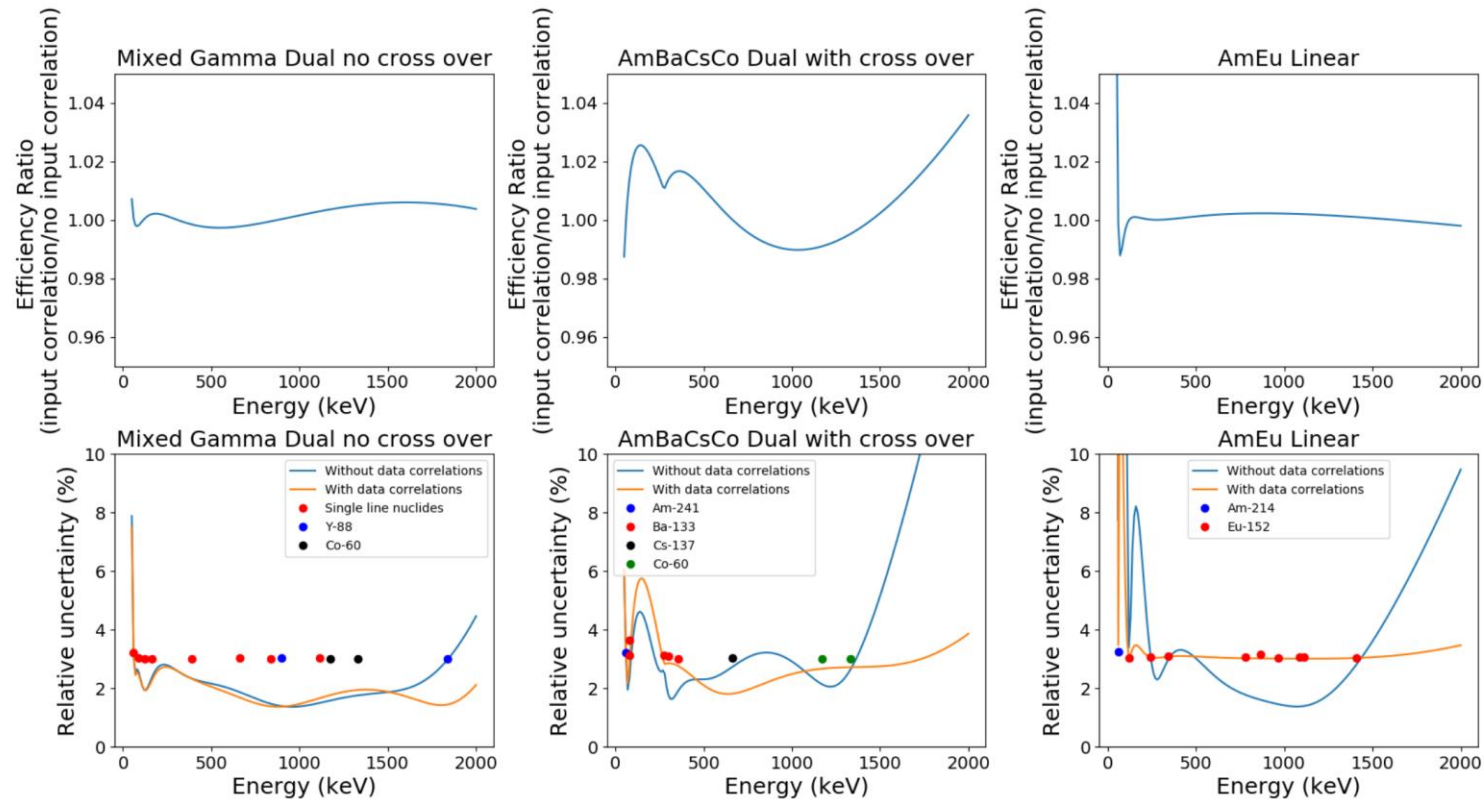 Mixed Gamma Dual no cross over
Efficiency Ratio
(input correlation/no input correlation)
1.04
1.02
1.00
0.98
0.96
0 500 1000 1500 2000
Energy (keV)
AmBaCsCo Dual with cross over
Efficiency Ratio
(input correlation/no input correlation)
1.04
1.02
1.00
0.98
0.96
0 500 1000 1500 2000
Energy (keV)
AmEu Linear
Efficiency Ratio
(input correlation/no input correlation)
1.04
1.02
1.00
0.98
0.96
0 500 1000 1500 2000
Energy (keV)
Mixed Gamma Dual no cross over
Relative uncertainty (%)
10
8
6
4
2
0
Without data correlations
With data correlations
Single line nuclides
Y-88
Co-60
0 500 1000 1500 2000
Energy (keV)
AmBaCsCo Dual with cross over
Relative uncertainty (%)
10
8
6
4
2
0
Without data correlations
With data correlations
Am-241
Ba-133
Cs-137
Co-60
0 500 1000 1500 2000
Energy (keV)
AmEu Linear
Relative uncertainty (%)
10
8
6
4
2
0
Without data correlations
With data correlations
Am-214
Eu-152
0 500 1000 1500 2000
Energy (keV)